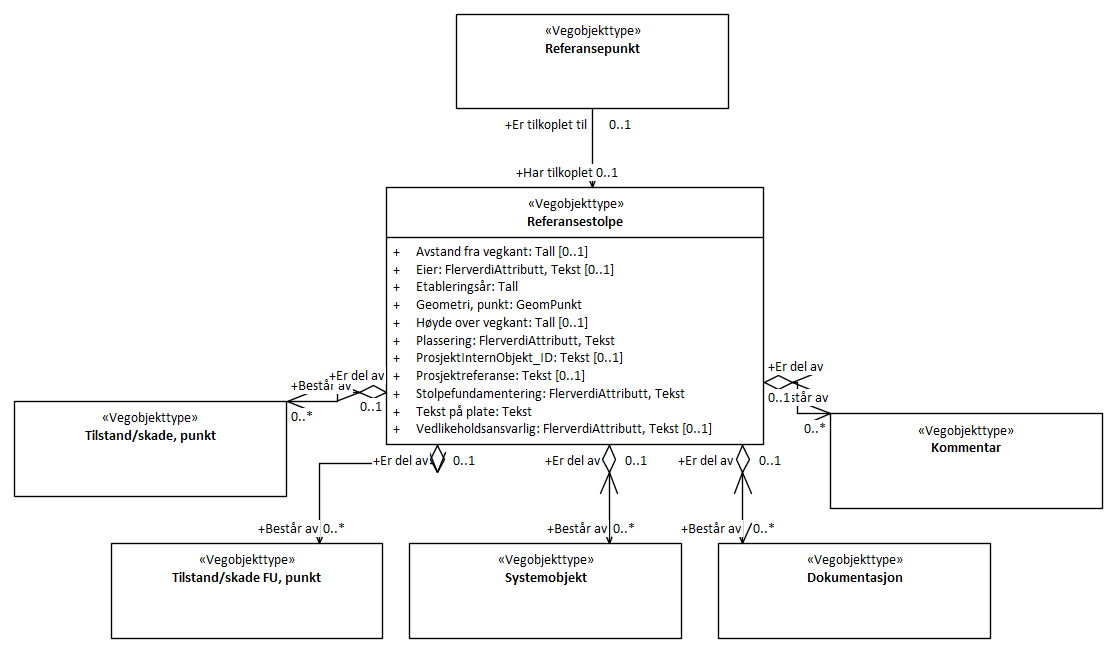 «Vegobjekttype»
Referansepunkt
+Er tilkoplet til 0..1
+Har tilkoplet 0..1
«Vegobjekttype»
Referansestolpe
+ Avstand fra vegkant: Tall [0..1]
+ Eier: FlerverdiAttributt, Tekst [0..1]
+ Etableringsår: Tall
+ Geometri, punkt: GeomPunkt
+ Høyde over vegkant: Tall [0..1]
+ Plassering: FlerverdiAttributt, Tekst
+ ProsjektInternObjekt_ID: Tekst [0..1]
+ Prosjektreferanse: Tekst [0..1]
+ Stolpefundamentering: FlerverdiAttributt, Tekst
+ Tekst på plate: Tekst
+ Vedlikeholdsansvarlig: FlerverdiAttributt, Tekst [0..1]
+Er del av
+Består av
0..1
0..*
«Vegobjekttype»
Tilstand/skade, punkt
+Er del av
0..1 står av
0..*
«Vegobjekttype»
Kommentar
+Er del av 0..1
+Er del av 0..1
+Er del av 0..1
+Består av 0..*
+Består av 0..*
+Består av 0..*
«Vegobjekttype»
Tilstand/skade FU, punkt
«Vegobjekttype»
Systemobjekt
«Vegobjekttype»
Dokumentasjon